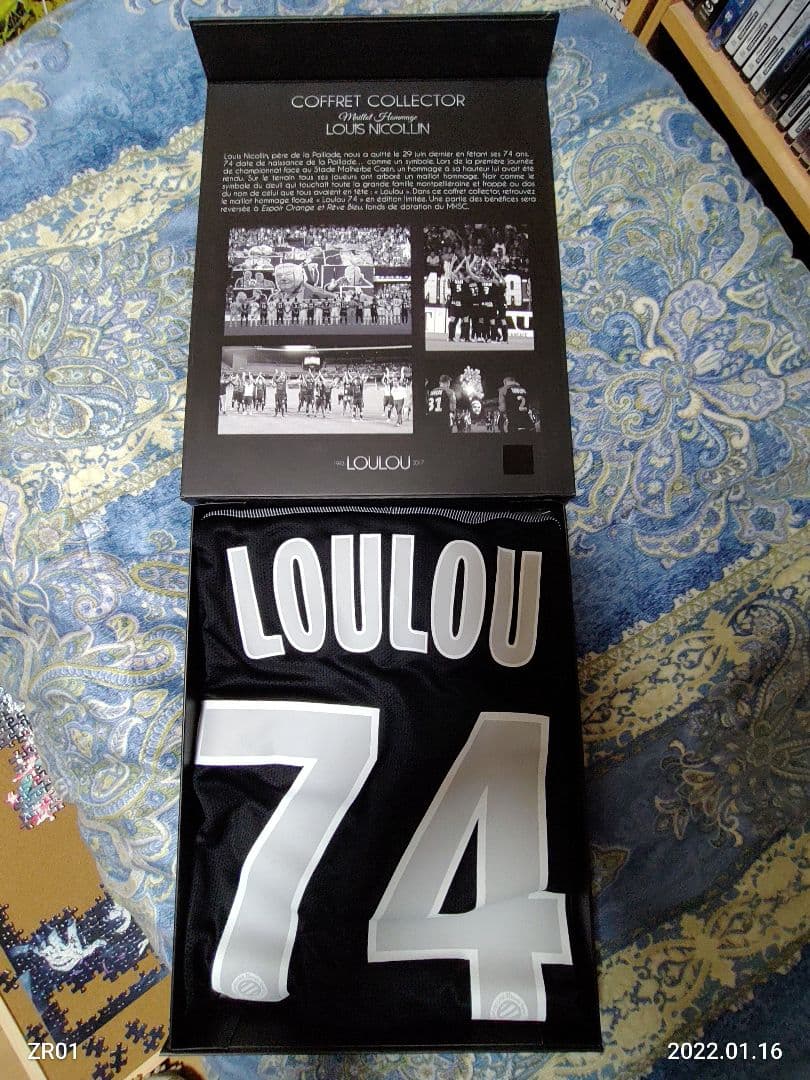 COFFRET COLLECTOR
Maillot Hommage
LOUIS NICOLLIN
Louis Nicollin, père de la Paillade, nous a quitté le 29 juin dernier en fêtant ses 74 ans.
74 date de naissance de la Paillade... comme un symbole. Lors de la première journée
de championnat face au Stade Malherbe Caen, un hommage à sa hauteur lui avait été
rendu. Sur le terrain tous ses joueurs ont arboré un maillot hommage. Noir comme le
symbole du deuil qui touchait toute la grande famille montpelliéraine et frappé au dos
du nom de celui que tous avaient en tête : « Loulou ». Dans ce coffret collector, retrouvez
le maillot hommage floqué « Loulou 74 » en édition limitée. Une partie des bénéfices sera
reversée à Espoir Orange et Rêve Bleu, fonds de dotation du MHSC.
31
2
1943 LOULOU 2017
LOULOU
74
ZR01
2022.01.16